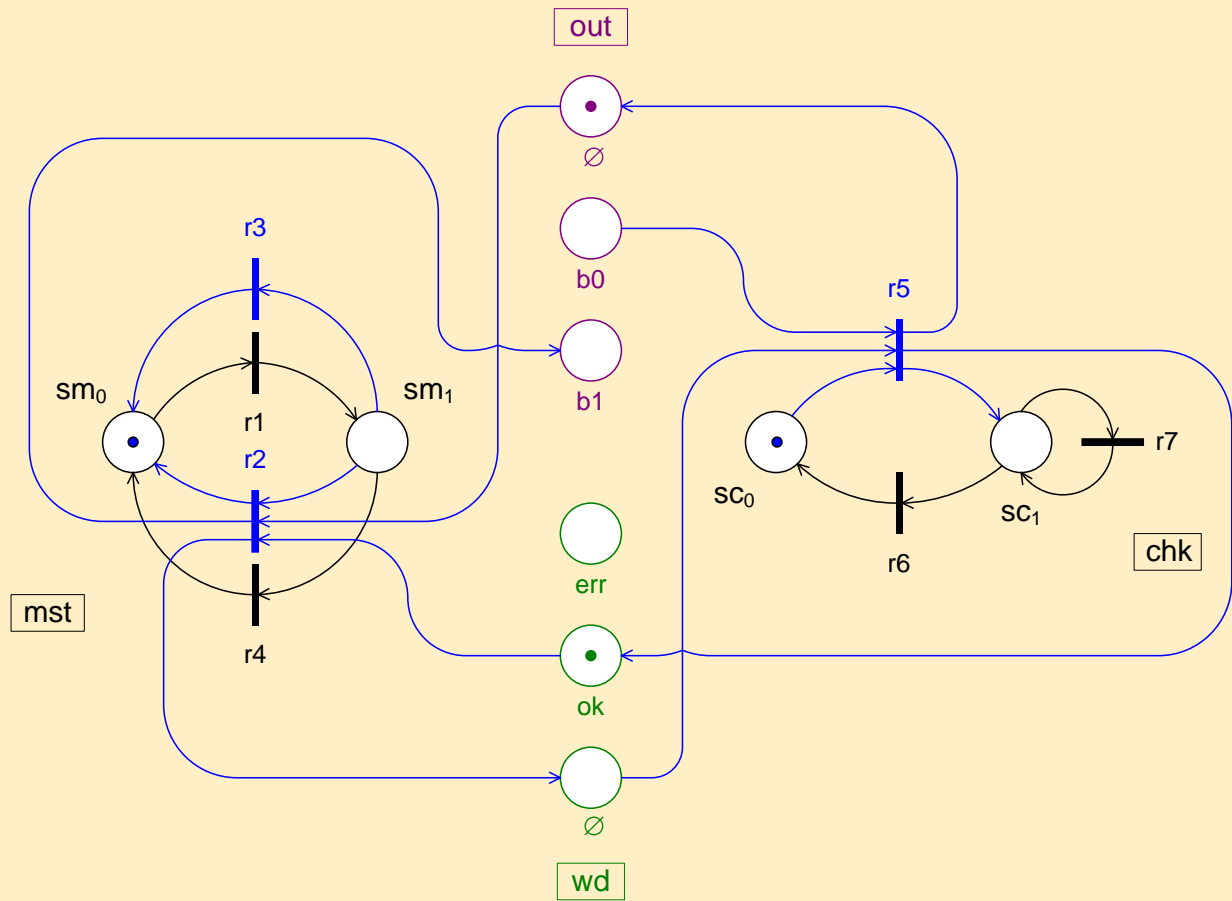 out
∅
r3
b0
r5
b1
sm₀
sm₁
r1
r7
r2
sc₀
sc₁
chk
r6
err
mst
r4
ok
∅
wd